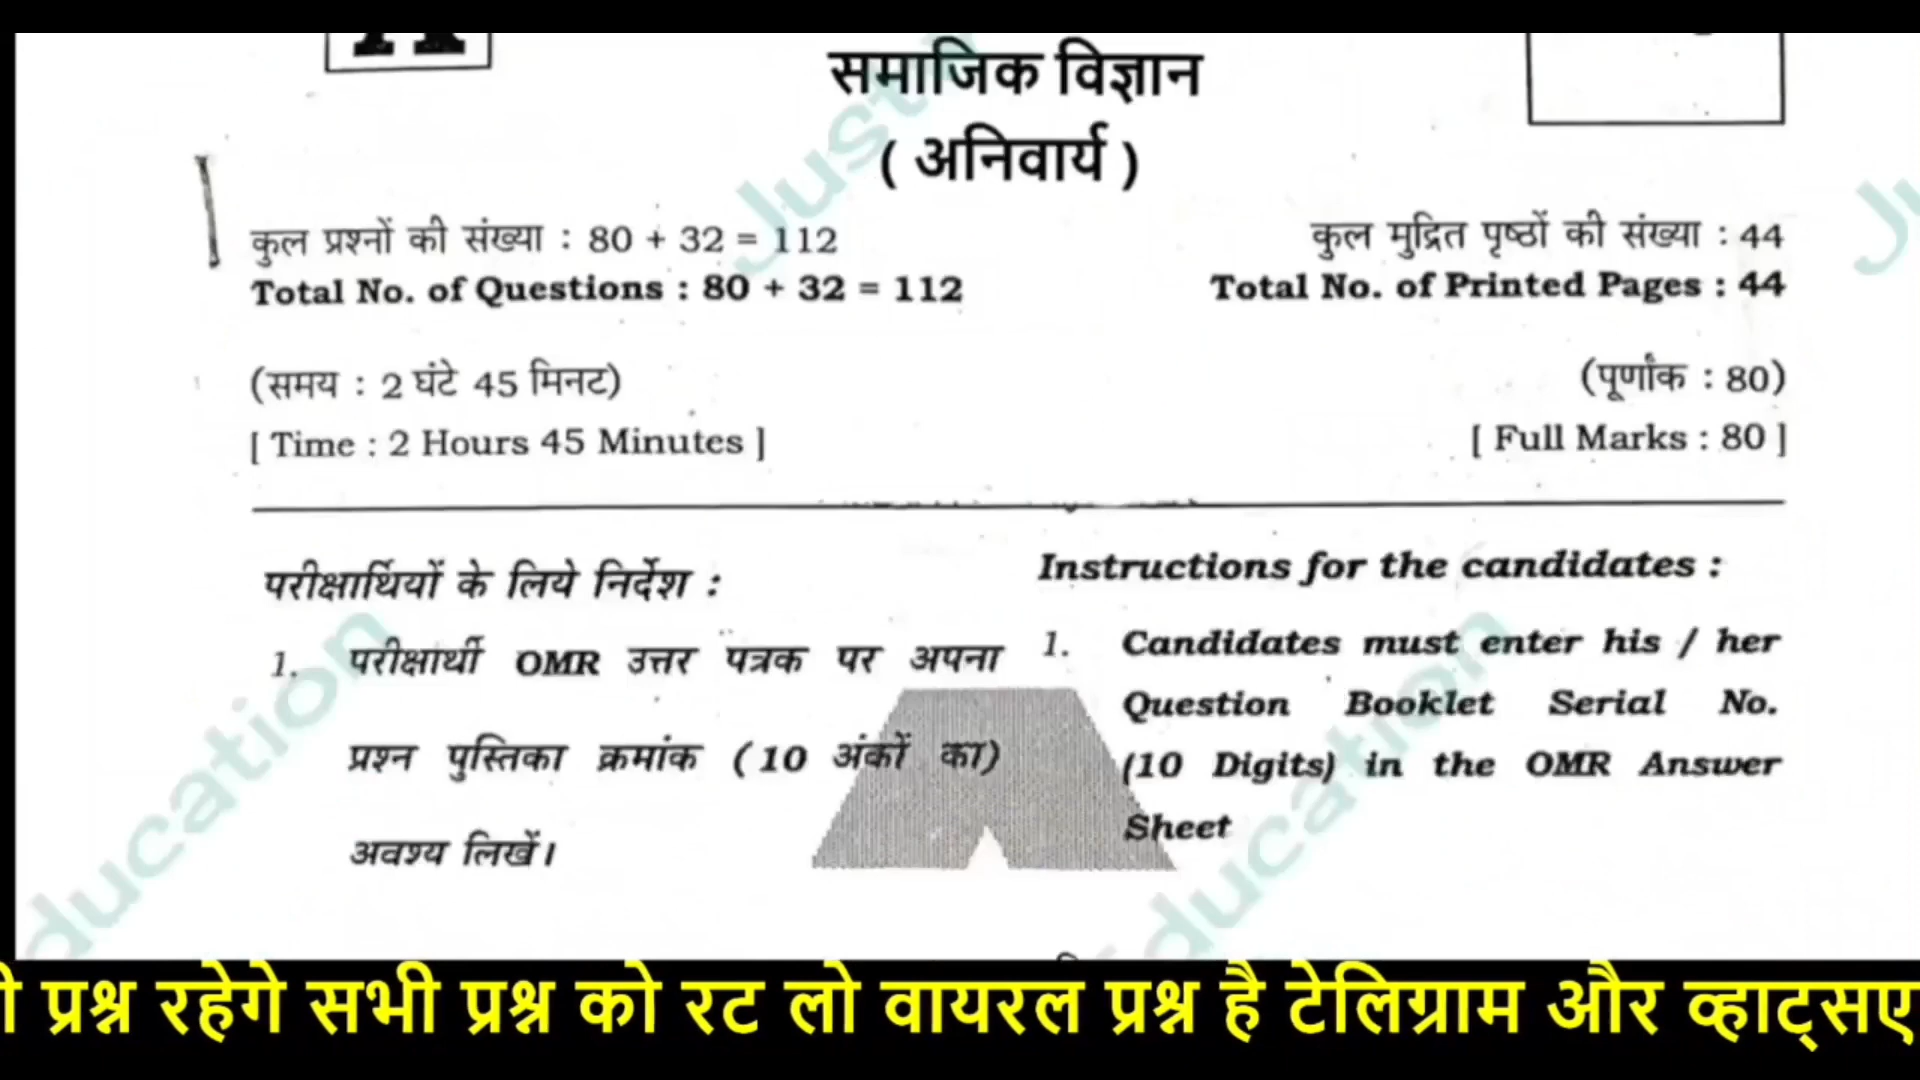 समाजिक विज्ञान
( अनिवार्य )
कुल प्रश्नों की संख्या : 80 + 32 = 112
Total No. of Questions : 80 + 32 = 112
कुल मुद्रित पृष्ठों की संख्या : 44
Total No. of Printed Pages : 44
(समय : 2 घंटे 45 मिनट)
[ Time : 2 Hours 45 Minutes ]
(पूर्णांक : 80)
[ Full Marks : 80 ]
परीक्षार्थियों के लिये निर्देश :
1. परीक्षार्थी OMR उत्तर पत्रक पर अपना
प्रश्न पुस्तिका क्रमांक (10 अंकों का)
अवश्य लिखें।
Instructions for the candidates :
1. Candidates must enter his / her
Question Booklet Serial No.
(10 Digits) in the OMR Answer
Sheet
प्रश्न रहेगे सभी प्रश्न को रट लो वायरल प्रश्न है टेलिग्राम और